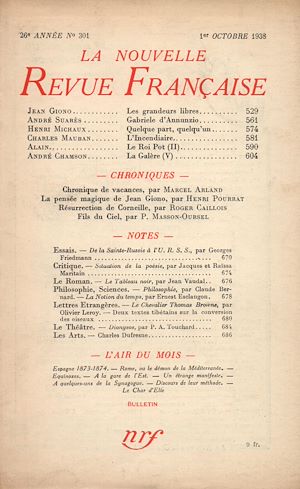 26e ANNÉE No 301 1er OCTOBRE 1938
LA NOUVELLE
REVUE FRANÇAISE
JEAN GIONO ........ Les grandeurs libres ........ 529
ANDRÉ SUARÈS ........ Gabriele d'Annunzio ........ 561
HENRI MICHAUX ........ Quelque part, quelqu'un ........ 574
CHARLES MAUBAN ........ L'Incendiaire ........ 581
ALAIN ........ Le Roi Pot (II) ........ 590
ANDRÉ CHAMSON ........ La Galère (V) ........ 604
— CHRONIQUES —
Chronique de vacances, par MARCEL ARLAND
La pensée magique de Jean Giono, par HENRI POURRAT
Résurrection de Corneille, par ROGER CAILLOIS
Fils du Ciel, par P. MASSON-OURSEL
— NOTES —
Essais. — De la Sainte-Russie à l'U. R. S. S., par Georges
Friedmann ........ 670
Critique. — Situation de la poésie, par Jacques et Raïssa
Maritain ........ 674
Le Roman. — Le Tableau noir, par Jean Vaudal ........ 676
Philosophie, Sciences. — Philosophie, par Claude Ber-
nard. — La Notion du temps, par Ernest Esclangon. 678
Lettres Etrangères. — Le Chevalier Thomas Browne, par
Olivier Leroy. — Deux textes tibétains sur la conversion
des oiseaux ........ 680
Le Théâtre. — Dionysos, par P. A. Touchard ........ 684
Les Arts. — Charles Dufresne ........ 686
— L'AIR DU MOIS —
Espagne 1873-1874. — Rome, ou le démon de la Méditerranée. —
Equinoxes. — A la gare de l'Est. — Un étrange manifeste. —
A quelques-uns de la Synagogue. — Discours de leur méthode. —
Le Chor d'Elle
BULLETIN
nrf
9 fr.